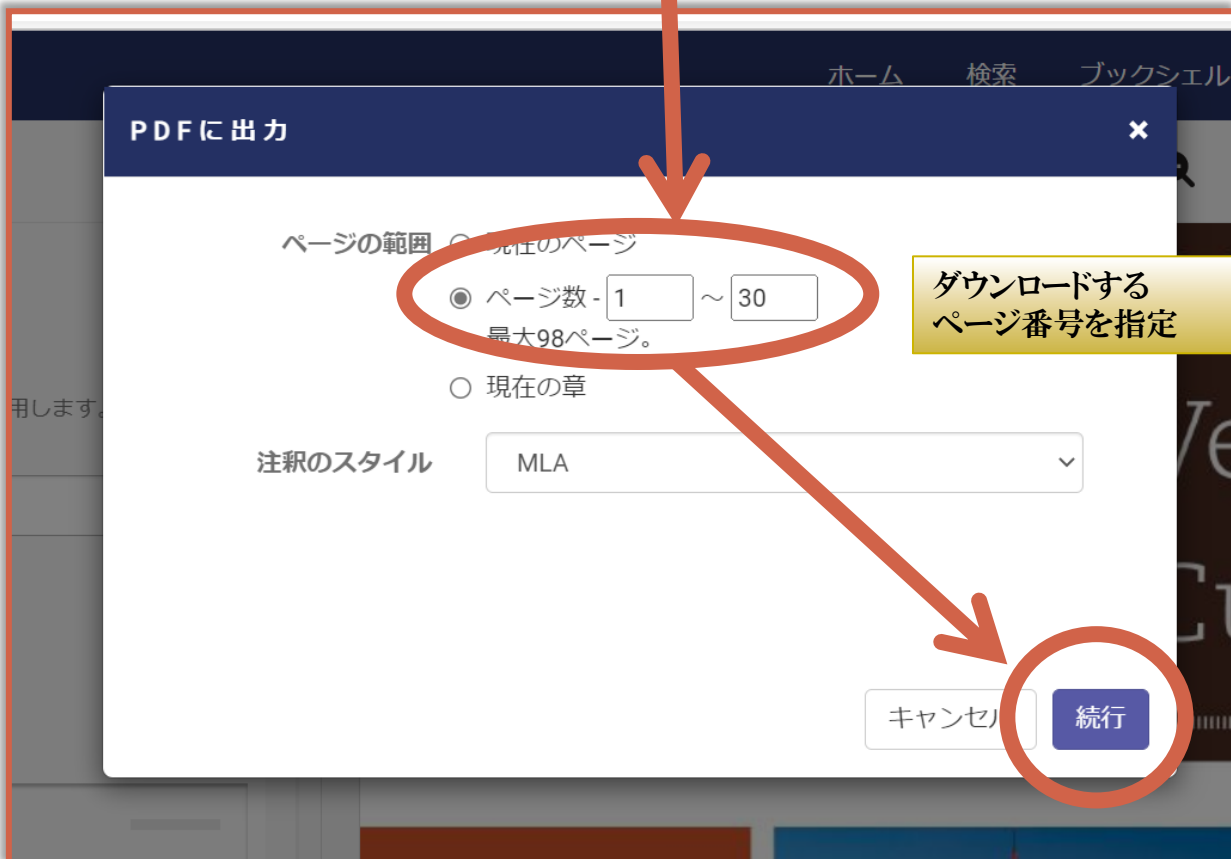 ホーム 検索 ブックシェル
PDFに出力
ページの範囲 現在のページ
ページ数 - 1 ～ 30
最大98ページ。
ダウンロードする
ページ番号を指定
現在の章
用します。
注釈のスタイル MLA
キャンセル 続行